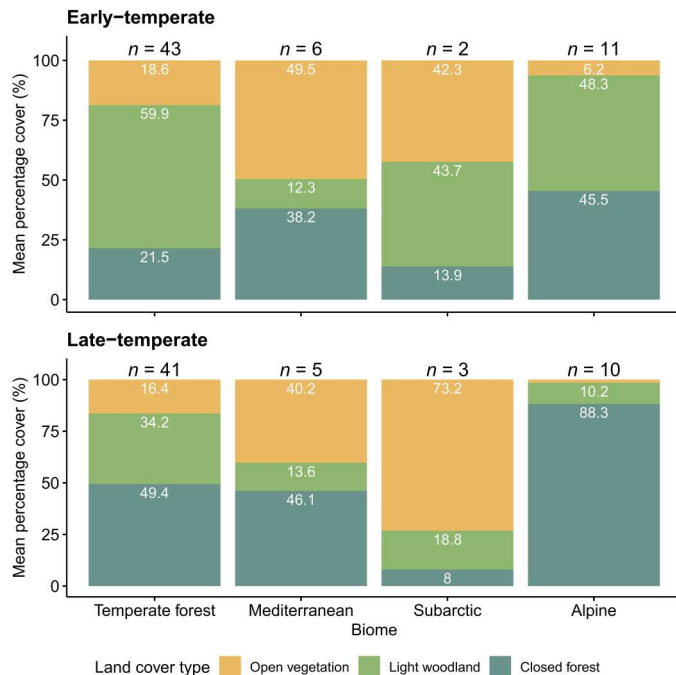 Early−temperate
n = 43 n = 6 n = 2 n = 11
Mean percentage cover (%)
100
75
50
25
0
18.6 49.5 42.3 6.2
59.9 12.3 43.7 48.3
21.5 38.2 13.9 45.5
Late−temperate
n = 41 n = 5 n = 3 n = 10
Mean percentage cover (%)
100
75
50
25
0
16.4 40.2 73.2 10.2
34.2 13.6 18.8 88.3
49.4 46.1 8
Temperate forest Mediterranean Subarctic Alpine
Biome
Land cover type Open vegetation Light woodland Closed forest